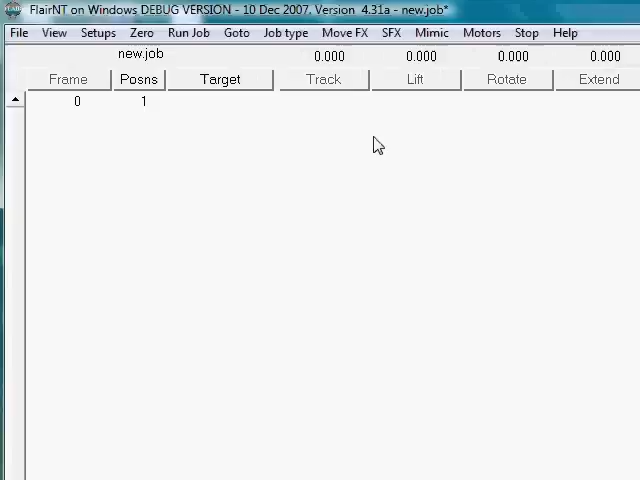 FlairNT on Windows DEBUG VERSION - 10 Dec 2007, Version 4.31a - new.job*
File View Setups Zero Run Job Goto Job type Move FX SFX Mimic Motors Stop Help
new.job 0.000 0.000 0.000 0.000
Frame Posns Target Track Lift Rotate Extend
0 1